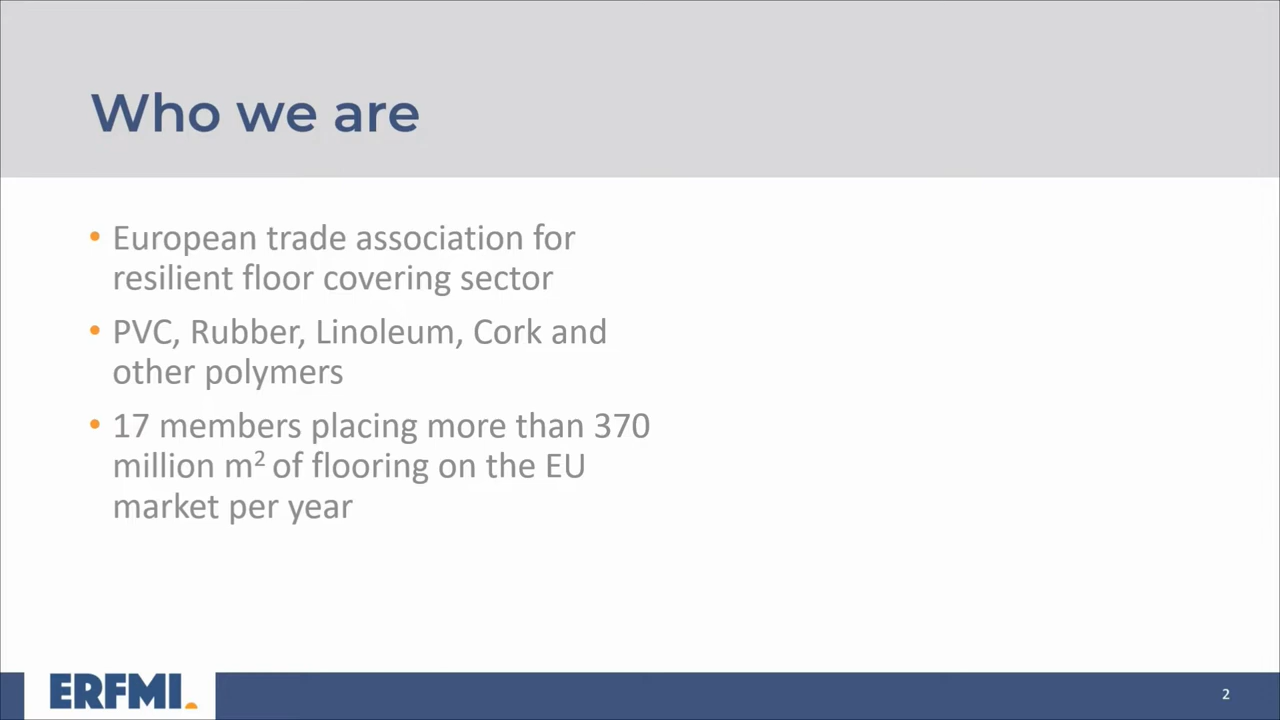 Who we are
• European trade association for
resilient floor covering sector
• PVC, Rubber, Linoleum, Cork and
other polymers
• 17 members placing more than 370
million m² of flooring on the EU
market per year
ERFMI.
2